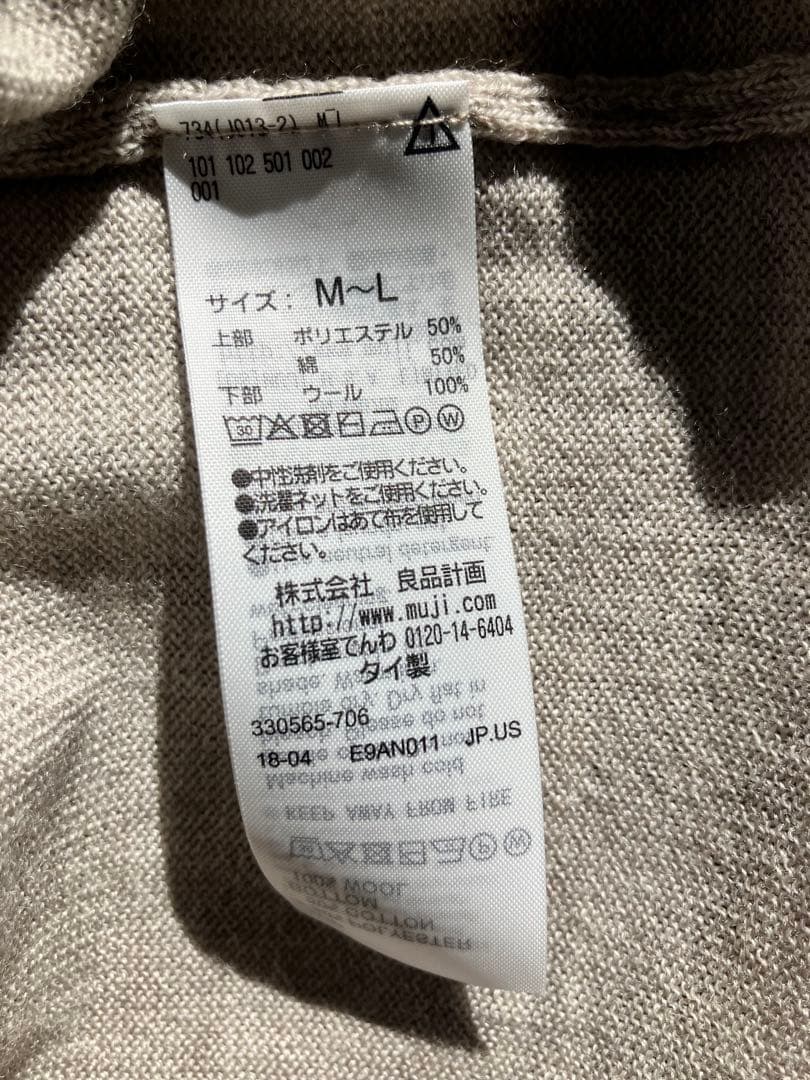 734(J013-2)
101 102 501 002
001
サイズ： M～L
上部 ポリエステル 50%
綿 50%
下部 ウール 100%
30 P W
●中性洗剤をご使用ください。
●洗濯ネットをご使用ください。
●アイロンはあて布を使用して
ください。
株式会社 良品計画
http://www.muji.com
お客様室でんわ 0120-14-6404
タイ製
330565-706
18-04 E9AN011 JP.US